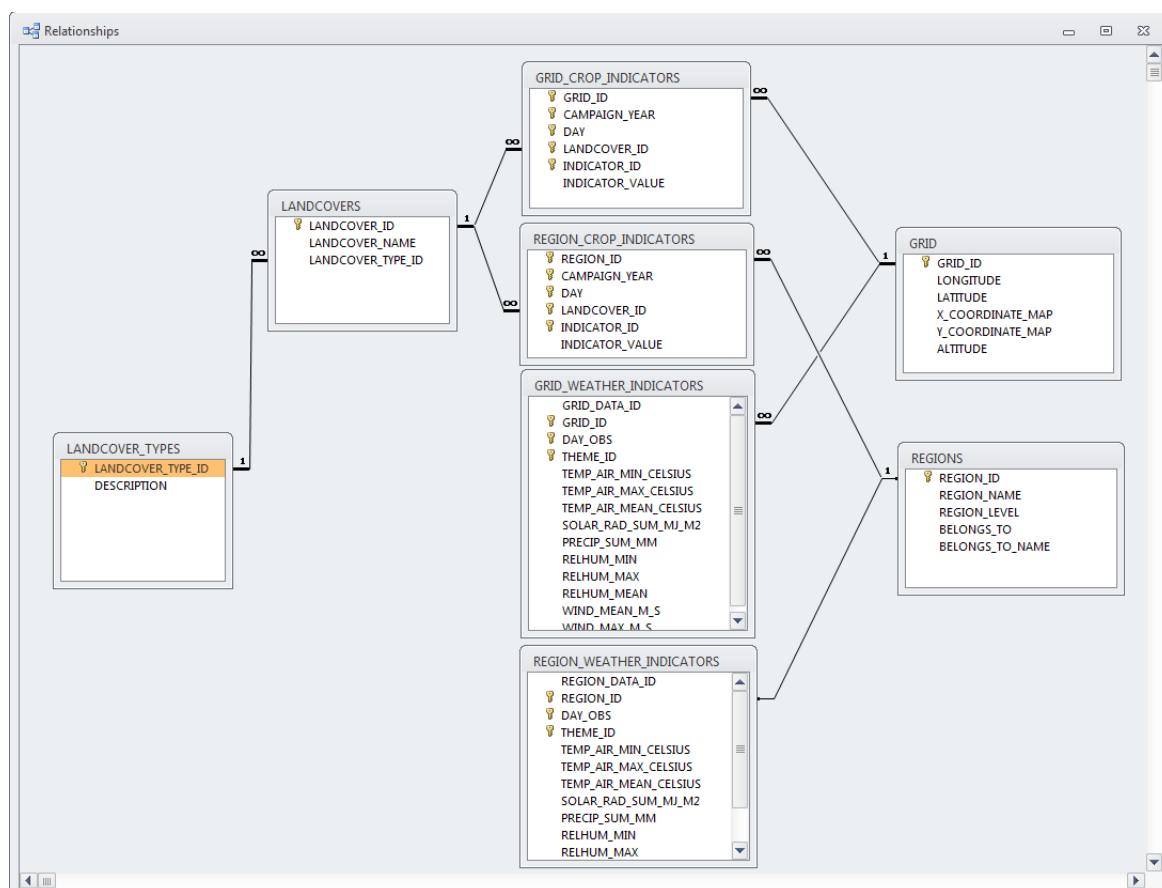 Relationships
GRID_CROP_INDICATORS
GRID_ID
CAMPAIGN_YEAR
DAY
LANDCOVER_ID
INDICATOR_ID
INDICATOR_VALUE
LANDCOVERS
LANDCOVER_ID
LANDCOVER_NAME
LANDCOVER_TYPE_ID
REGION_CROP_INDICATORS
REGION_ID
CAMPAIGN_YEAR
DAY
LANDCOVER_ID
INDICATOR_ID
INDICATOR_VALUE
GRID
GRID_ID
LONGITUDE
LATITUDE
X_COORDINATE_MAP
Y_COORDINATE_MAP
ALTITUDE
GRID_WEATHER_INDICATORS
GRID_DATA_ID
GRID_ID
DAY_OBS
THEME_ID
TEMP_AIR_MIN_CELSIUS
TEMP_AIR_MAX_CELSIUS
TEMP_AIR_MEAN_CELSIUS
SOLAR_RAD_SUM_MJ_M2
PRECIP_SUM_MM
RELHUM_MIN
RELHUM_MAX
RELHUM_MEAN
WIND_MEAN_M_S
WIND_MAX_M_S
LANDCOVER_TYPES
LANDCOVER_TYPE_ID
DESCRIPTION
REGIONS
REGION_ID
REGION_NAME
REGION_LEVEL
BELONGS_TO
BELONGS_TO_NAME
REGION_WEATHER_INDICATORS
REGION_DATA_ID
REGION_ID
DAY_OBS
THEME_ID
TEMP_AIR_MIN_CELSIUS
TEMP_AIR_MAX_CELSIUS
TEMP_AIR_MEAN_CELSIUS
SOLAR_RAD_SUM_MJ_M2
PRECIP_SUM_MM
RELHUM_MIN
RELHUM_MAX
1
∞
1
∞
∞
∞
1
∞
∞
1